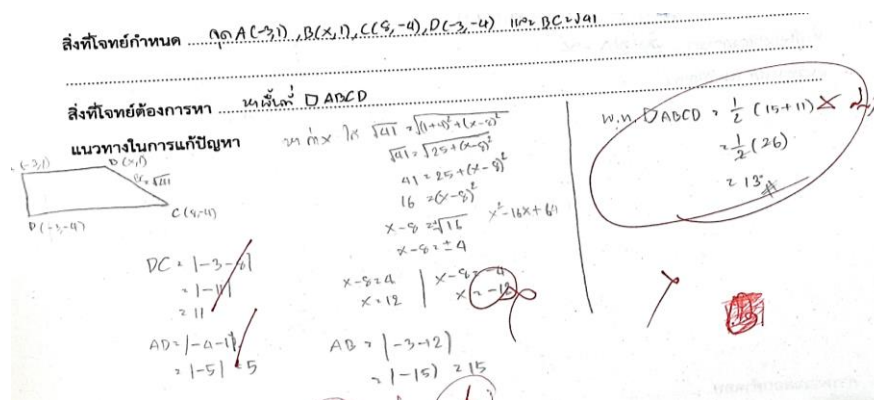 สิ่งที่โจทย์กำหนด จุด A(-3,1) , B(x,1), C(8,-4), D(-3,-4) และ BC=√41
สิ่งที่โจทย์ต้องการหา หาพื้นที่ □ ABCD
แนวทางในการแก้ปัญหา
(-3,1)
B(x,1)
BC=√41
D(-3,-4)
C(8,-4)
DC = |-3-8|
= |-11|
= 11
AD = |-4-1|
= |-5| = 5
หาค่า x √41 = √(1+4)²+(x-8)²
√41 = √25+(x-8)²
41 = 25+(x-8)²
16 = (x-8)²
x-8 = ±√16 x²-16x+64
x-8 = ±4
x-8=4 | x-8=-4
x=12 | x=-12
AB = |-3-12|
= |-15| = 15
พ.ท. □ABCD = 1/2 (15+11)
= 1/2 (26)
= 13